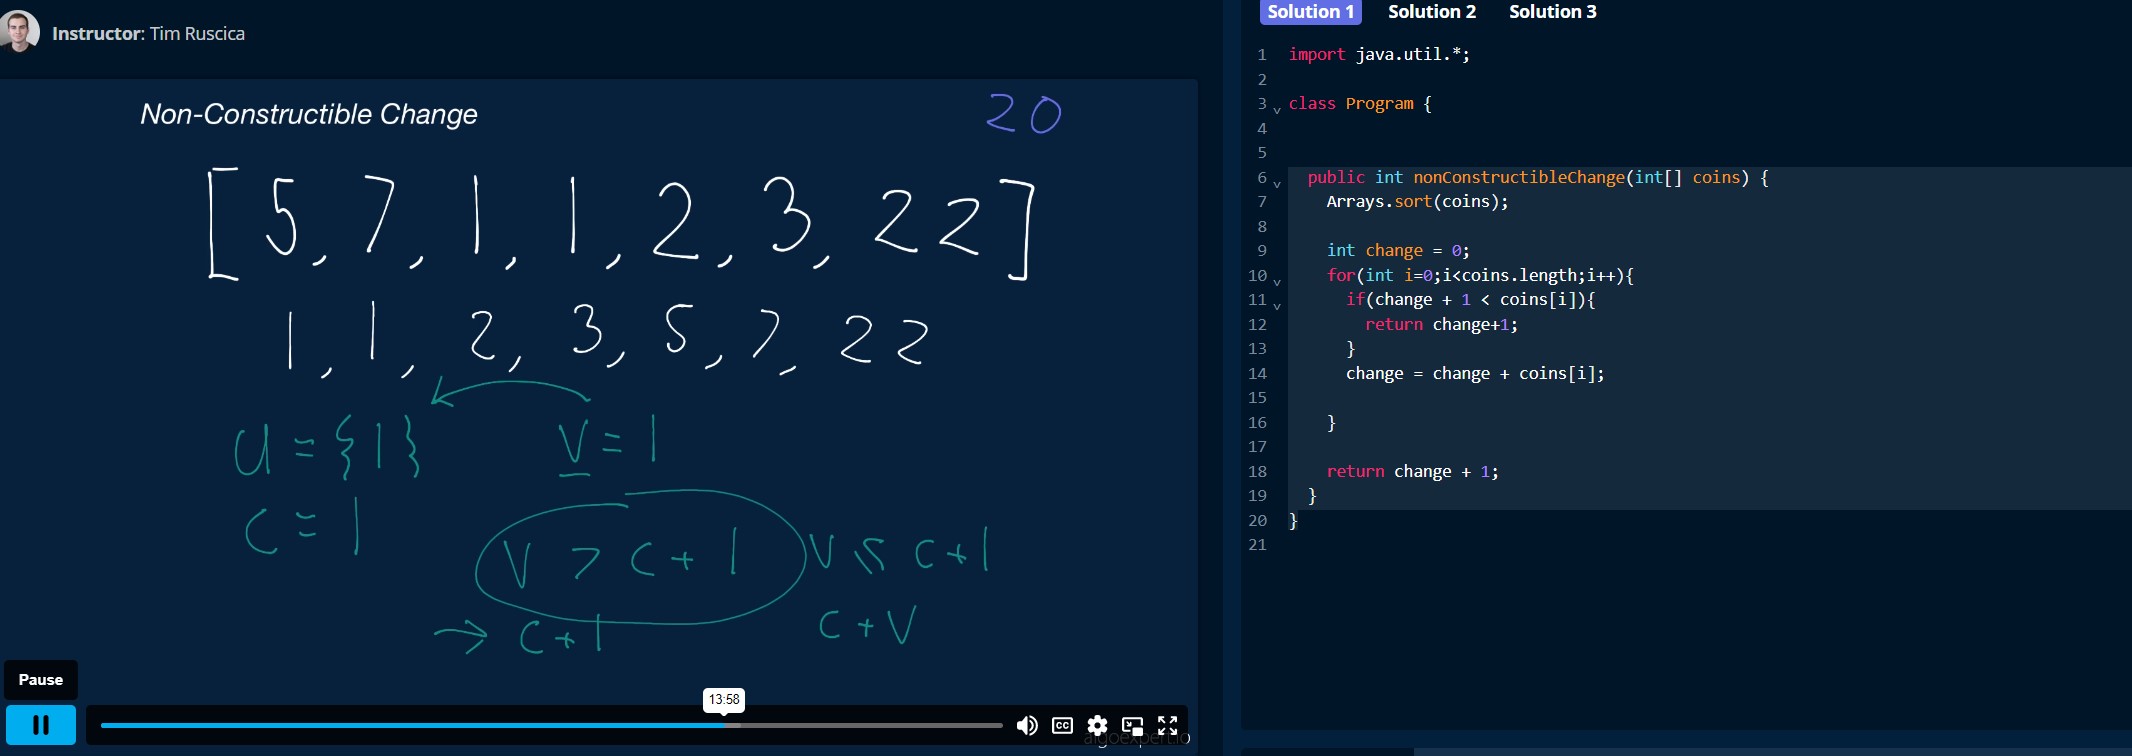 Instructor: Tim Ruscica
Non-Constructible Change
20
[5, 7, 1, 1, 2, 3, 22]
1, 1, 2, 3, 5, 7, 22
u = {1}
v = 1
c = 1
v > c + 1
v ≤ c + 1
→ c + 1
c + v
Pause
13:58
CC
algoexpert.io
Solution 1 Solution 2 Solution 3
1 import java.util.*;
2
3 class Program {
4
5
6 public int nonConstructibleChange(int[] coins) {
7 Arrays.sort(coins);
8
9 int change = 0;
10 for(int i=0;i<coins.length;i++){
11 if(change + 1 < coins[i]){
12 return change+1;
13 }
14 change = change + coins[i];
15
16 }
17
18 return change + 1;
19 }
20 }
21